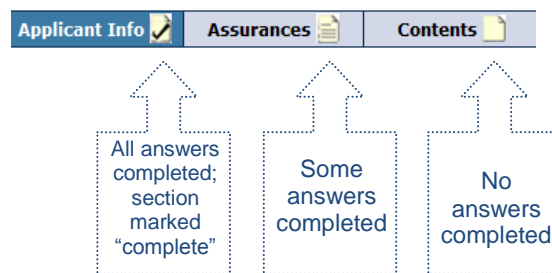 Applicant Info
Assurances
Contents
All answers
completed;
section
marked
“complete”
Some
answers
completed
No
answers
completed